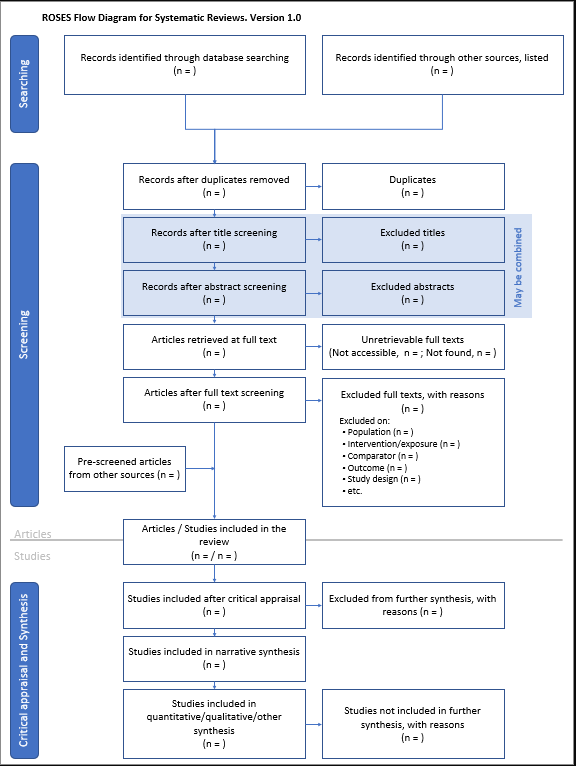 ROSES Flow Diagram for Systematic Reviews. Version 1.0
Searching
Records identified through database searching
(n = )
Records identified through other sources, listed
(n = )
Screening
Records after duplicates removed
(n = )
Duplicates
(n = )
Records after title screening
(n = )
Excluded titles
(n = )
May be combined
Records after abstract screening
(n = )
Excluded abstracts
(n = )
Articles retrieved at full text
(n = )
Unretrievable full texts
(Not accessible, n = ; Not found, n = )
Articles after full text screening
(n = )
Excluded full texts, with reasons
(n = )
Excluded on:
• Population (n = )
• Intervention/exposure (n = )
• Comparator (n = )
• Outcome (n = )
• Study design (n = )
• etc.
Pre-screened articles
from other sources (n = )
Articles
Studies
Articles / Studies included in the
review
(n = / n = )
Critical appraisal and Synthesis
Studies included after critical appraisal
(n = )
Excluded from further synthesis, with
reasons (n = )
Studies included in narrative synthesis
(n = )
Studies included in
quantitative/qualitative/other
synthesis
(n = )
Studies not included in further
synthesis, with reasons
(n = )